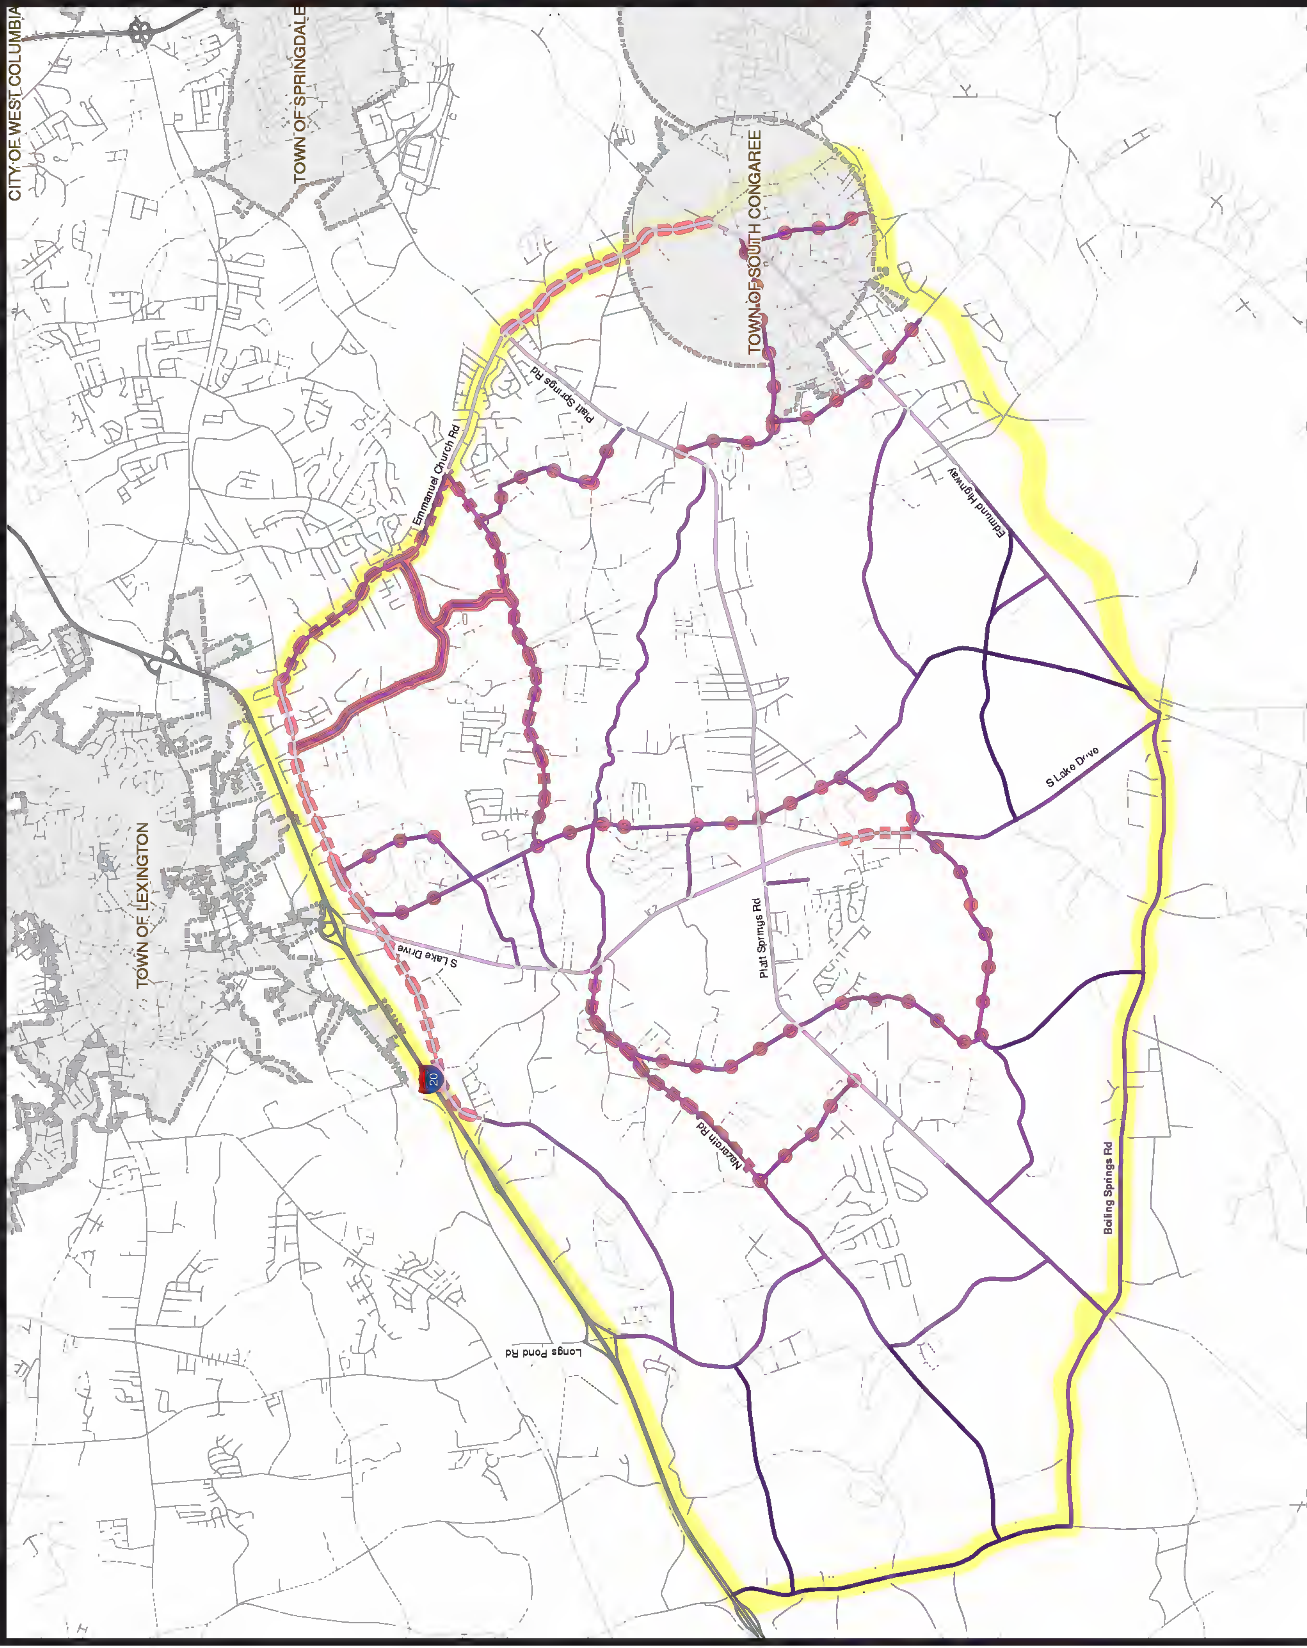 CITY OF WEST COLUMBIA
TOWN OF SPRINGDALE
TOWN OF SOUTH CONGAREE
Platt Springs Rd
Emmanuel Church Rd
Edmund Highway
S Lake Drive
TOWN OF LEXINGTON
Platt Springs Rd
S Lake Drive
20
Nazareth Rd
Boiling Springs Rd
Longs Pond Rd